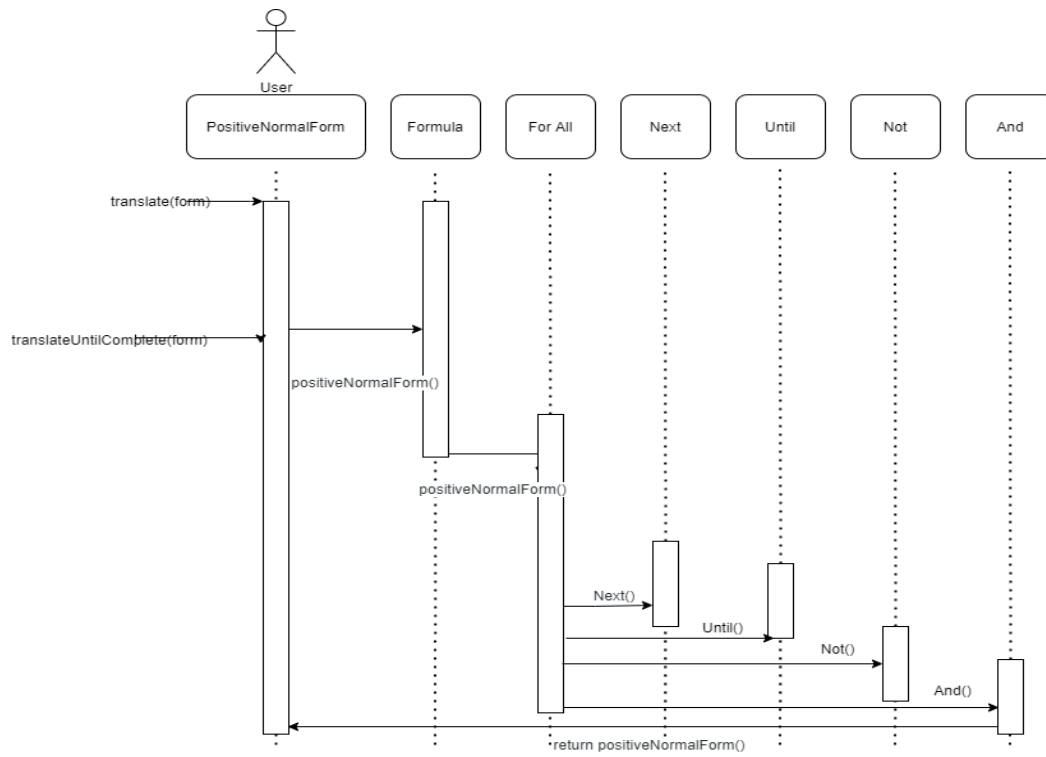 User
PositiveNormalForm
Formula
For All
Next
Until
Not
And
translate(form)
translateUntilComplete(form)
positiveNormalForm()
positiveNormalForm()
Next()
Until()
Not()
And()
return positiveNormalForm()